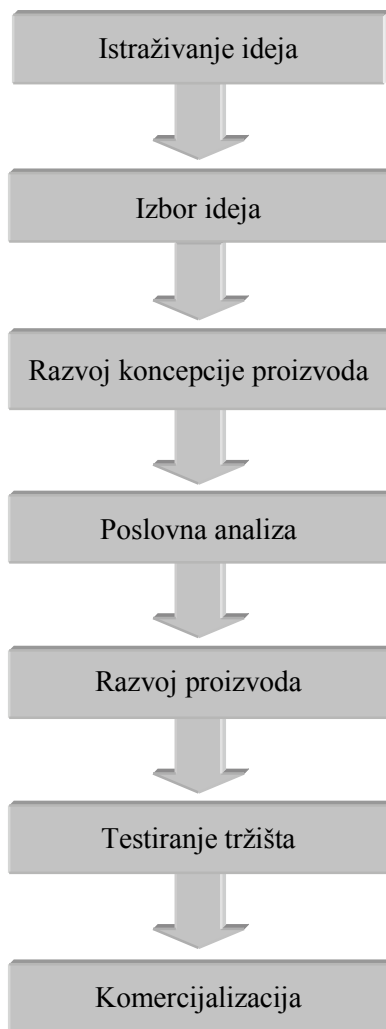 Istraživanje ideja
Izbor ideja
Razvoj koncepcije proizvoda
Poslovna analiza
Razvoj proizvoda
Testiranje tržišta
Komercijalizacija